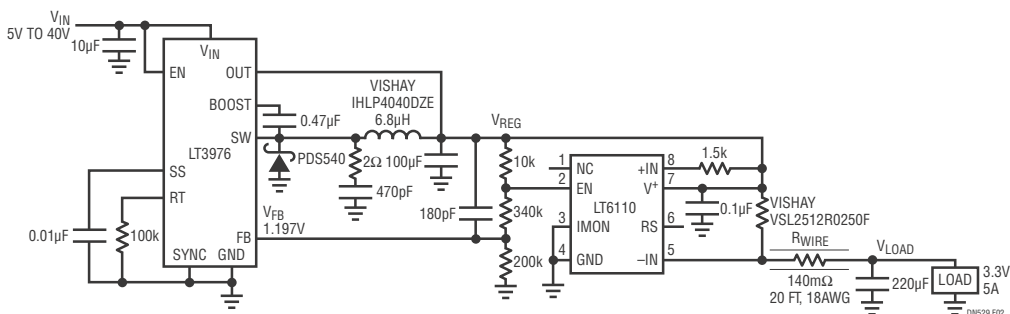 VIN
5V TO 40V
10µF
VIN
EN
OUT
BOOST
SW
LT3976
SS
RT
FB
SYNC
GND
0.01µF
100k
0.47µF
PDS540
VISHAY
IHLP4040DZE
6.8µH
2Ω
470pF
100µF
VFB
1.197V
180pF
VREG
10k
340k
200k
1
NC
2
EN
3
IMON
4
GND
LT6110
+IN
8
V+
7
RS
6
–IN
5
1.5k
0.1µF
VISHAY
VSL2512R0250F
RWIRE
140mΩ
20 FT, 18AWG
VLOAD
220µF
LOAD
3.3V
5A
DN529 F02